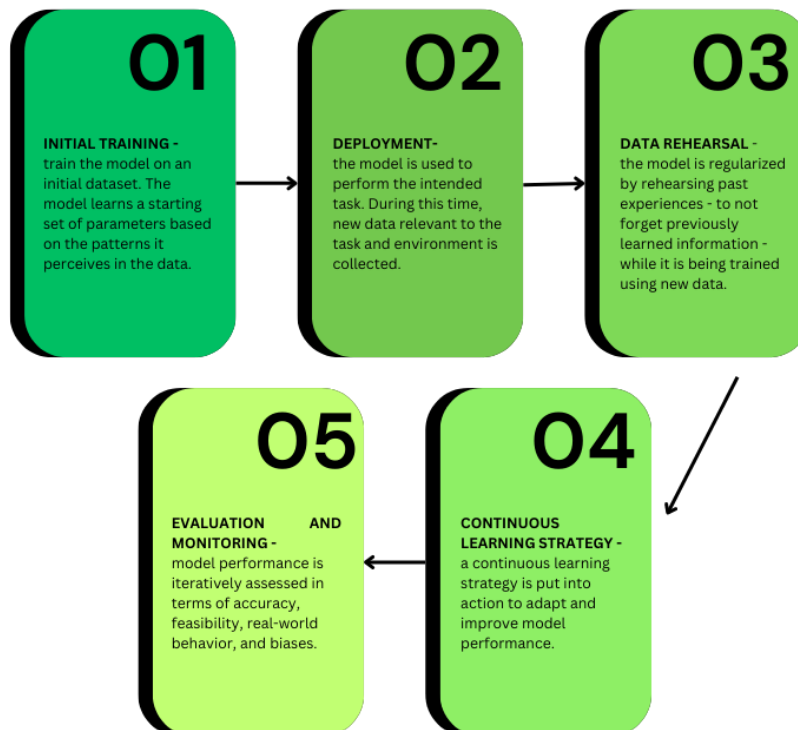 01
INITIAL TRAINING -
train the model on an
initial dataset. The
model learns a starting
set of parameters based
on the patterns it
perceives in the data.
02
DEPLOYMENT-
the model is used to
perform the intended
task. During this time,
new data relevant to the
task and environment is
collected.
03
DATA REHEARSAL -
the model is regularized
by rehearsing past
experiences - to not
forget previously
learned information -
while it is being trained
using new data.
04
CONTINUOUS
LEARNING STRATEGY -
a continuous learning
strategy is put into
action to adapt and
improve model
performance.
05
EVALUATION AND
MONITORING -
model performance is
iteratively assessed in
terms of accuracy,
feasibility, real-world
behavior, and biases.